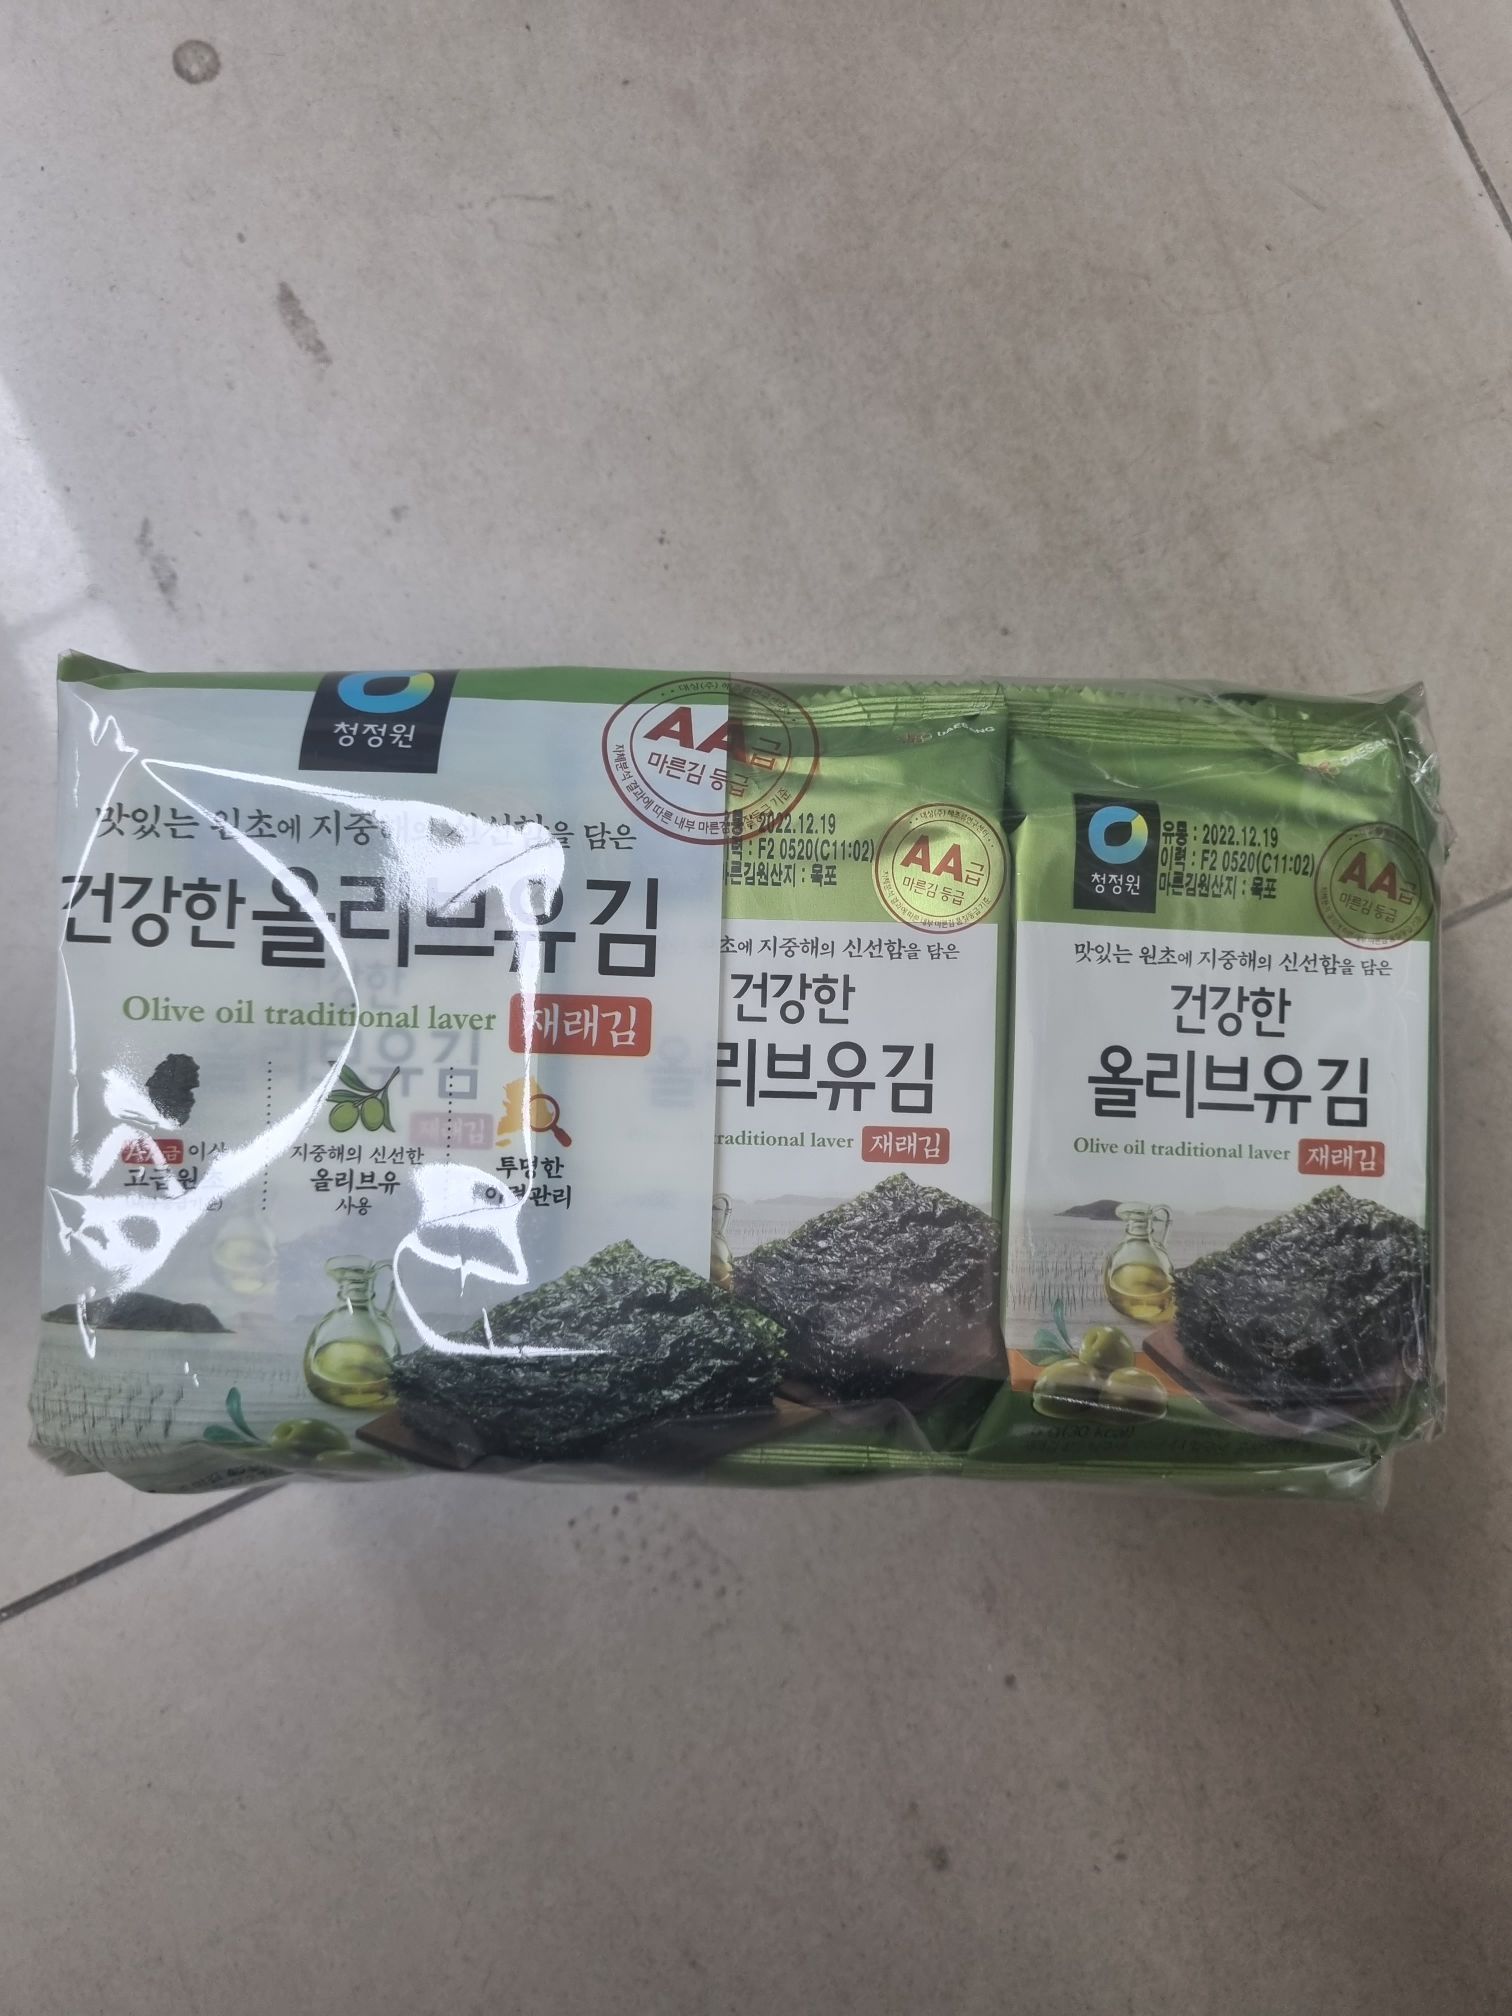 청정원
AA급
마른김 등급
맛있는 원초에 지중해의 신선함을 담은
건강한 올리브유 김
Olive oil traditional laver 재래김
이상
고급원초
지중해의 신선한
올리브유
사용
투명한
이력관리
DAESANG
2022.12.19
F2 0520(C11:02)
마른김원산지 : 목포
AA급
마른김 등급
초에 지중해의 신선함을 담은
건강한
리브유 김
traditional laver 재래김
청정원
유통 : 2022.12.19
이력 : F2 0520(C11:02)
마른김원산지 : 목포
AA급
마른김 등급
맛있는 원초에 지중해의 신선함을 담은
건강한
올리브유 김
Olive oil traditional laver 재래김
5 g(30 kcal)